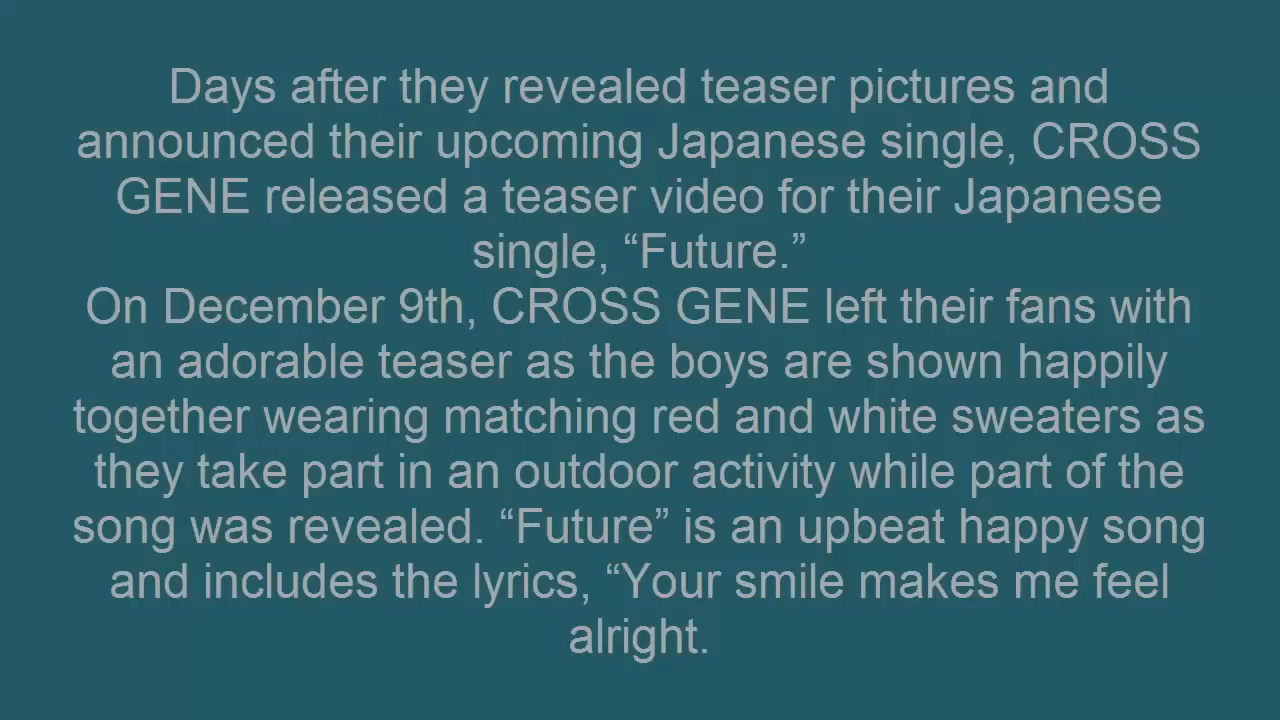 Days after they revealed teaser pictures and
announced their upcoming Japanese single, CROSS
GENE released a teaser video for their Japanese
single, “Future.”
On December 9th, CROSS GENE left their fans with
an adorable teaser as the boys are shown happily
together wearing matching red and white sweaters as
they take part in an outdoor activity while part of the
song was revealed. “Future” is an upbeat happy song
and includes the lyrics, “Your smile makes me feel
alright.